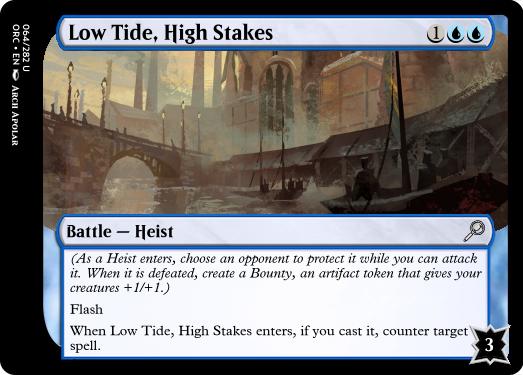 Low Tide, High Stakes 1
Battle — Heist
(As a Heist enters, choose an opponent to protect it while you can attack
it. When it is defeated, create a Bounty, an artifact token that gives your
creatures +1/+1.)
Flash
When Low Tide, High Stakes enters, if you cast it, counter target
spell.
3
064/282 U
ORC • EN Arch Apolar